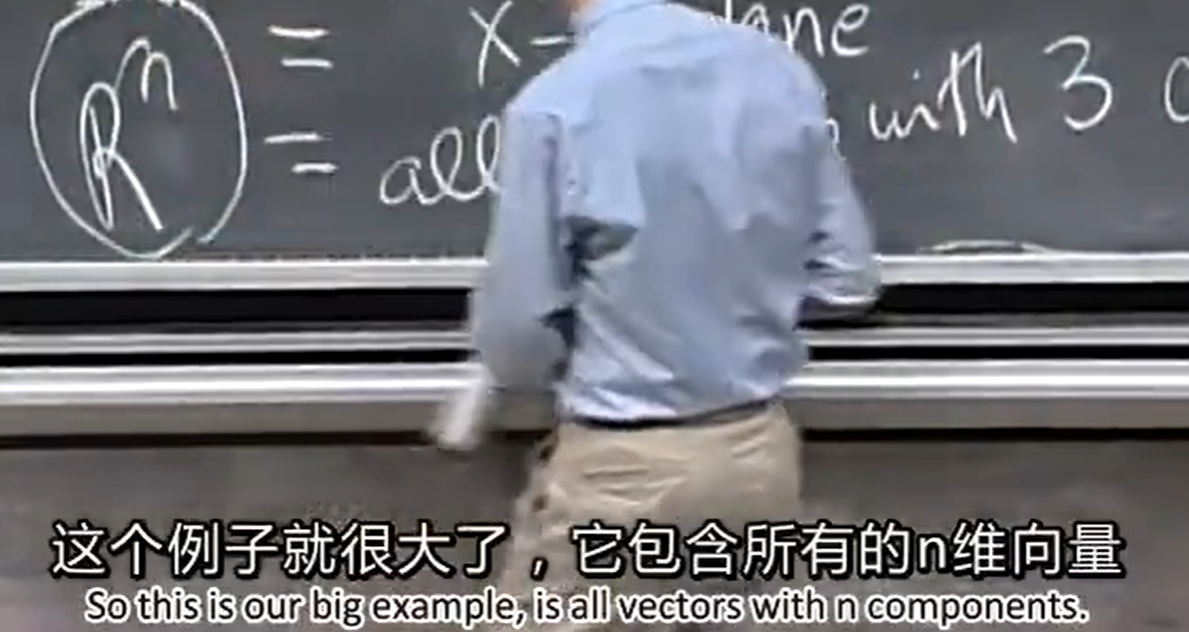 = x-
Rⁿ = all with 3
这个例子就很大了，它包含所有的n维向量
So this is our big example, is all vectors with n components.